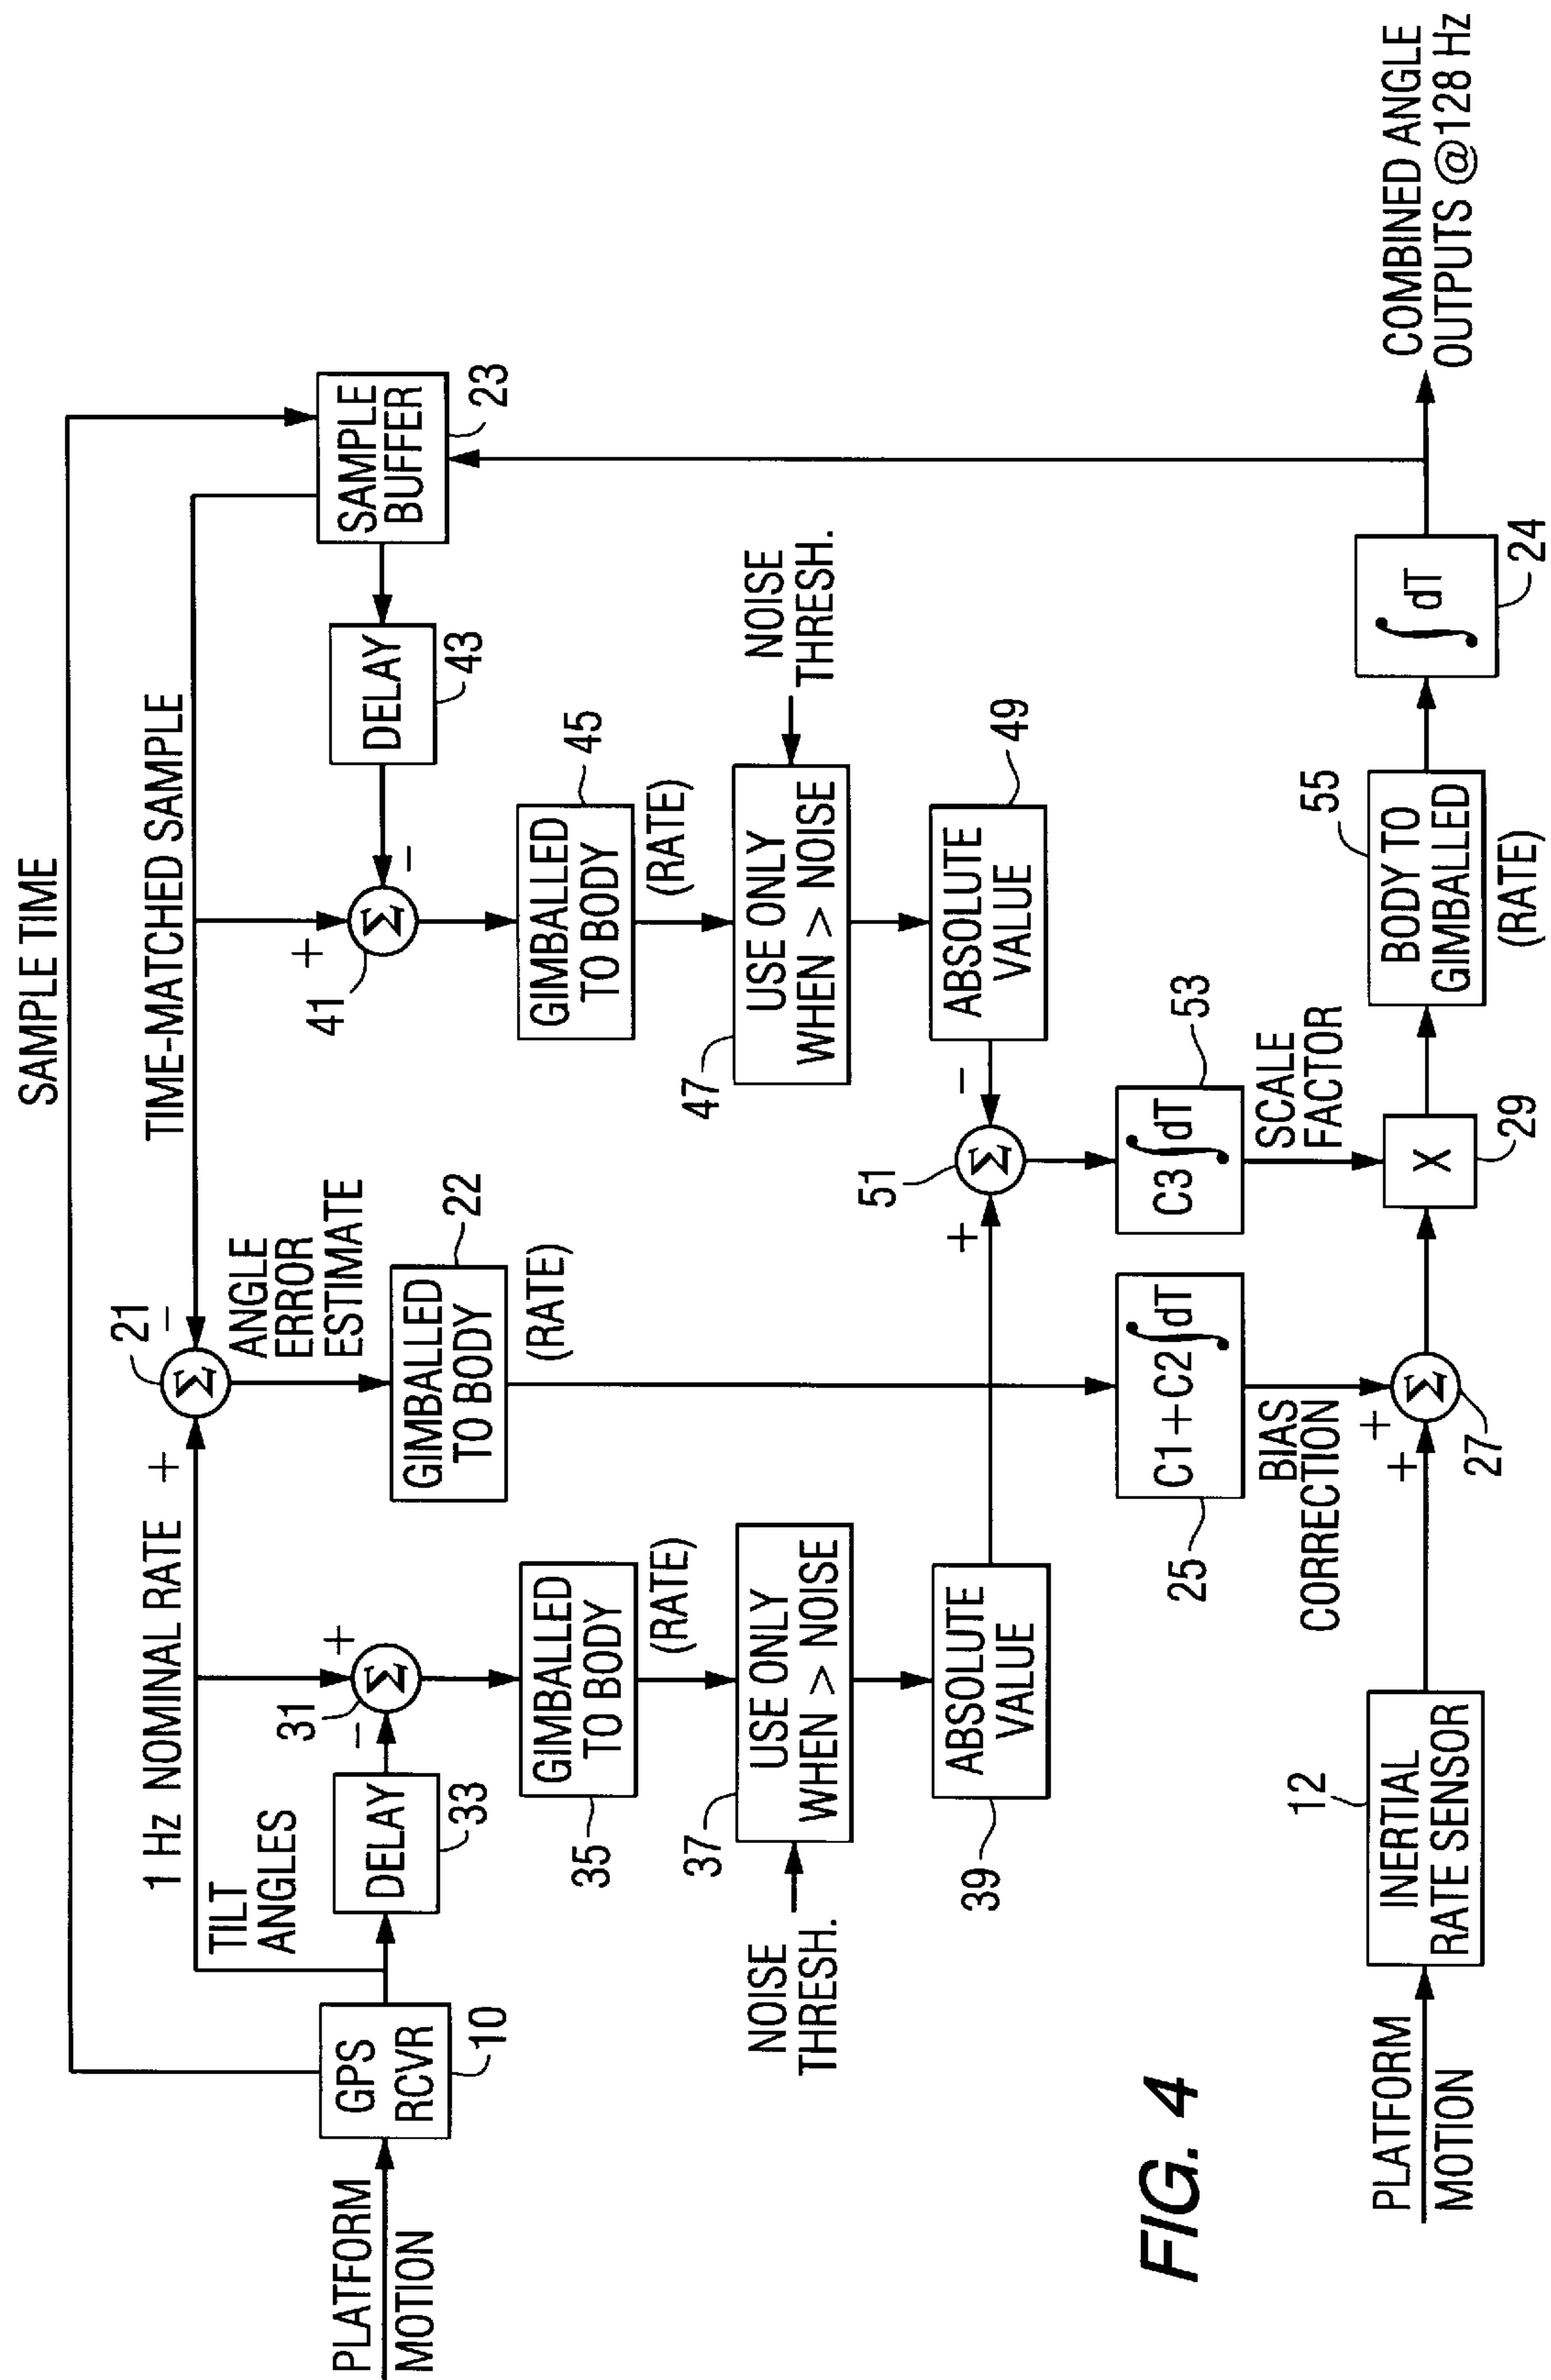 SAMPLE TIME
1 Hz NOMINAL RATE
TIME-MATCHED SAMPLE
TILT
ANGLES
+
21
−
ANGLE
ERROR
ESTIMATE
PLATFORM
MOTION
GPS
RCVR
10
DELAY
33
31
−
+
Σ
Σ
22
GIMBALLED
TO BODY
(RATE)
41
+
−
Σ
DELAY
43
SAMPLE
BUFFER
23
GIMBALLED
TO BODY
35
(RATE)
GIMBALLED
TO BODY
45
(RATE)
NOISE
THRESH.
37
USE ONLY
WHEN > NOISE
47
USE ONLY
WHEN > NOISE
NOISE
THRESH.
39
ABSOLUTE
VALUE
+
51
Σ
−
ABSOLUTE
VALUE
49
25
C1+C2∫dT
BIAS
CORRECTION
C3∫dT
53
SCALE
FACTOR
FIG. 4
PLATFORM
MOTION
12
INERTIAL
RATE SENSOR
+
+
Σ
27
X
29
55
BODY TO
GIMBALLED
(RATE)
∫dT
24
COMBINED ANGLE
OUTPUTS @128 Hz